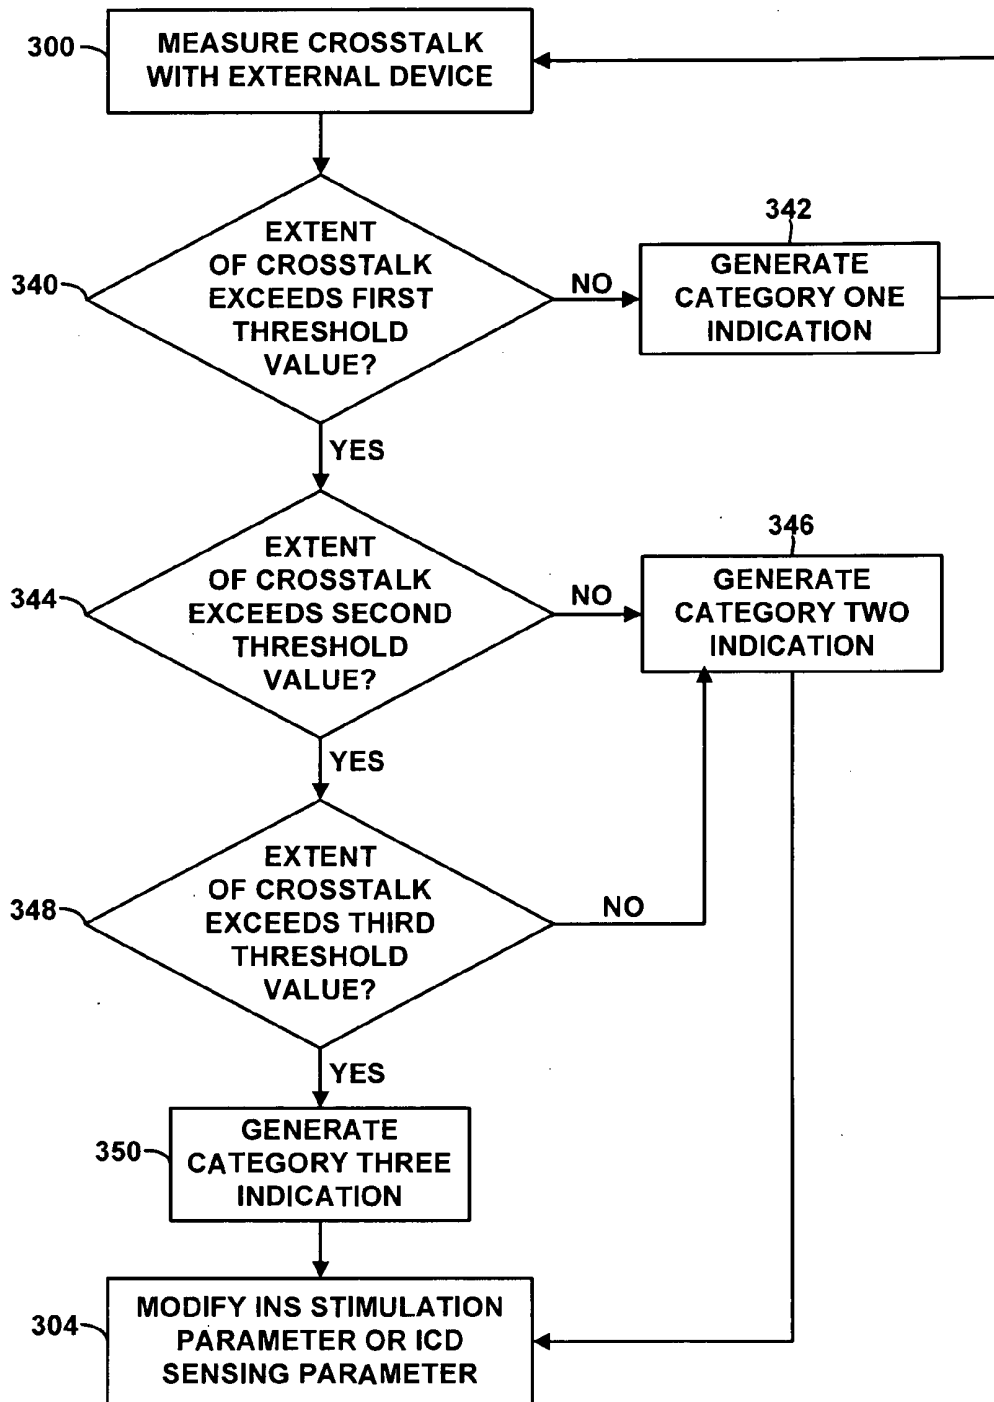 300
MEASURE CROSSTALK
WITH EXTERNAL DEVICE
340
EXTENT
OF CROSSTALK
EXCEEDS FIRST
THRESHOLD
VALUE?
NO
342
GENERATE
CATEGORY ONE
INDICATION
YES
344
EXTENT
OF CROSSTALK
EXCEEDS SECOND
THRESHOLD
VALUE?
NO
346
GENERATE
CATEGORY TWO
INDICATION
YES
348
EXTENT
OF CROSSTALK
EXCEEDS THIRD
THRESHOLD
VALUE?
NO
YES
350
GENERATE
CATEGORY THREE
INDICATION
304
MODIFY INS STIMULATION
PARAMETER OR ICD
SENSING PARAMETER